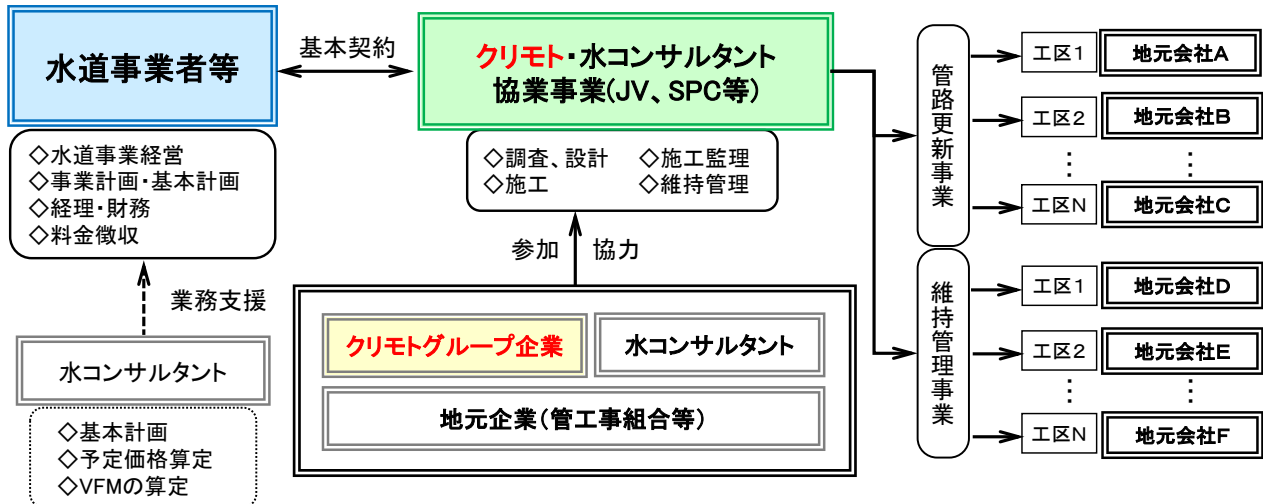 水道事業者等
◇水道事業経営
◇事業計画・基本計画
◇経理・財務
◇料金徴収
業務支援
水コンサルタント
◇基本計画
◇予定価格算定
◇VFMの算定
基本契約
クリモト・水コンサルタント
協業事業(JV、SPC等)
◇調査、設計 ◇施工監理
◇施工 ◇維持管理
参加 協力
クリモトグループ企業 水コンサルタント
地元企業(管工事組合等)
管路更新事業
工区1 地元会社A
工区2 地元会社B
⋮ ⋮
工区N 地元会社C
維持管理事業
工区1 地元会社D
工区2 地元会社E
⋮ ⋮
工区N 地元会社F